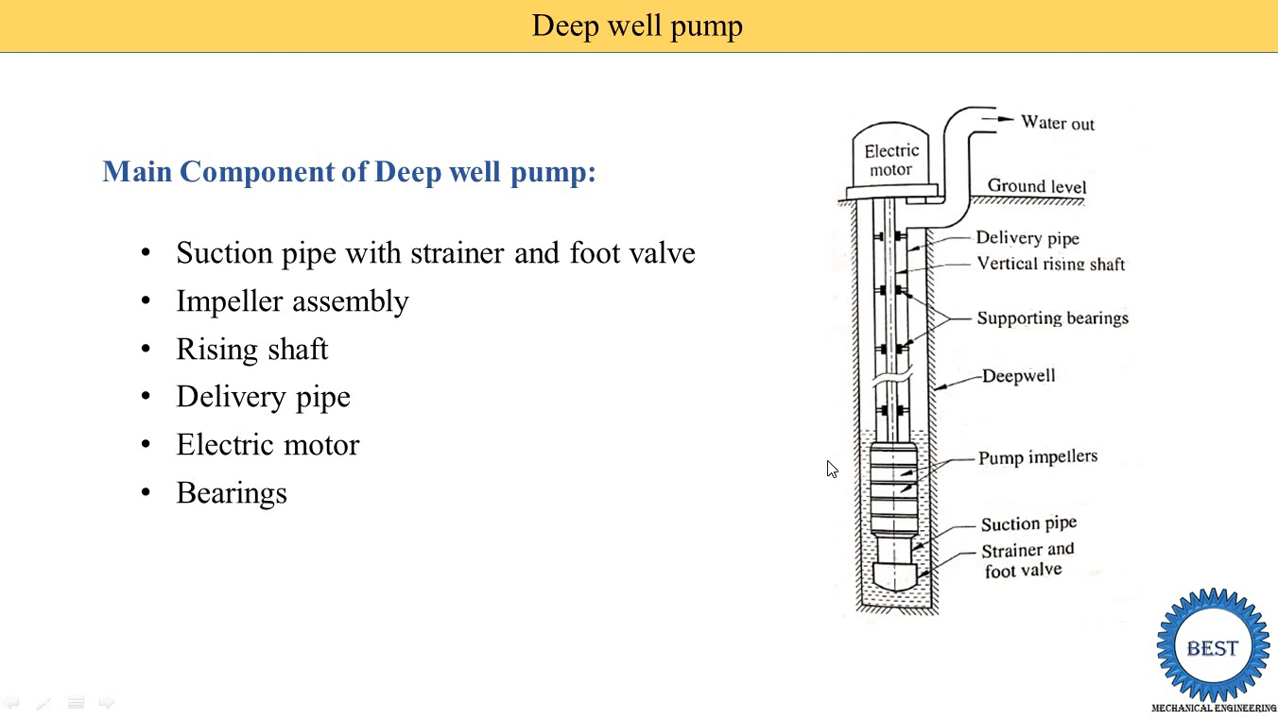 Deep well pump
Main Component of Deep well pump:
• Suction pipe with strainer and foot valve
• Impeller assembly
• Rising shaft
• Delivery pipe
• Electric motor
• Bearings
Electric
motor
Water out
Ground level
Delivery pipe
Vertical rising shaft
Supporting bearings
Deepwell
Pump impellers
Suction pipe
Strainer and
foot valve
BEST
MECHANICAL ENGINEERING